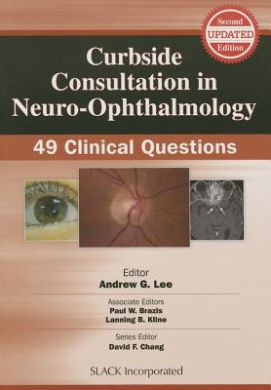 Second
UPDATED
Edition
Curbside
Consultation in
Neuro-Ophthalmology
49 Clinical Questions
Editor
Andrew G. Lee
Associate Editors
Paul W. Brazis
Lanning B. Kline
Series Editor
David F. Chang
SLACK Incorporated